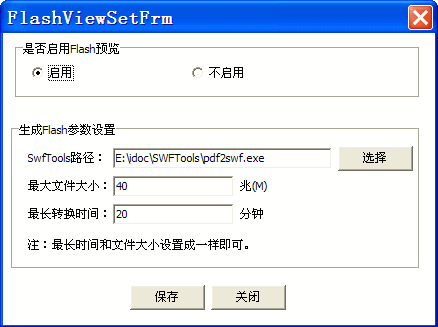 FlashViewSetFrm
是否启用Flash预览
启用 不启用
生成Flash参数设置
SwfTools路径： E:\idoc\SWFTools\pdf2swf.exe 选择
最大文件大小： 40 兆(M)
最长转换时间： 20 分钟
注：最长时间和文件大小设置成一样即可。
保存 关闭